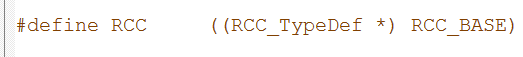 #define RCC      ((RCC_TypeDef *) RCC_BASE)